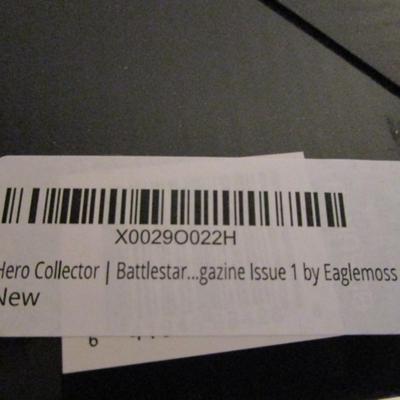 X0029O022H
Hero Collector | Battlestar...gazine Issue 1 by Eaglemoss
New